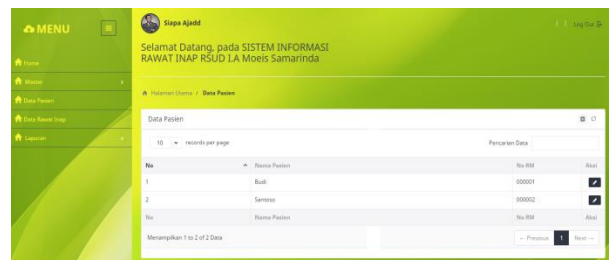 MENU
Siapa Ajadd
Log Out
Selamat Datang, pada SISTEM INFORMASI
RAWAT INAP RSUD I.A Moeis Samarinda
Home
Master
Data Pasien
Data Rawat Inap
Laporan
Halaman Utama / Data Pasien
Data Pasien
10 records per page
Pencarian Data
No Nama Pasien No RM Aksi
1 Budi 000001
2 Santoso 000002
No Nama Pasien No RM Aksi
Menampilkan 1 to 2 of 2 Data
← Previous 1 Next →